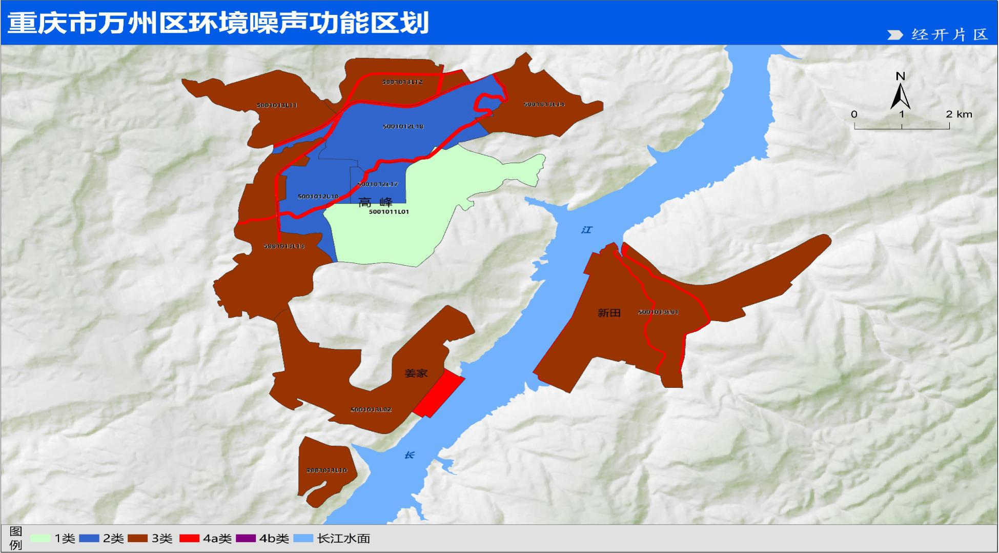 重庆市万州区环境噪声功能区划
经开片区
N
0 1 2 km
5001013L12
5001013L11
5001013L14
5001012L18
5001012L17
5001012L10
高 峰
5001011L01
江
5001013L13
新田
5001013L01
姜家
5001013L02
长
5001013L10
图例
1类 2类 3类 4a类 4b类 长江水面